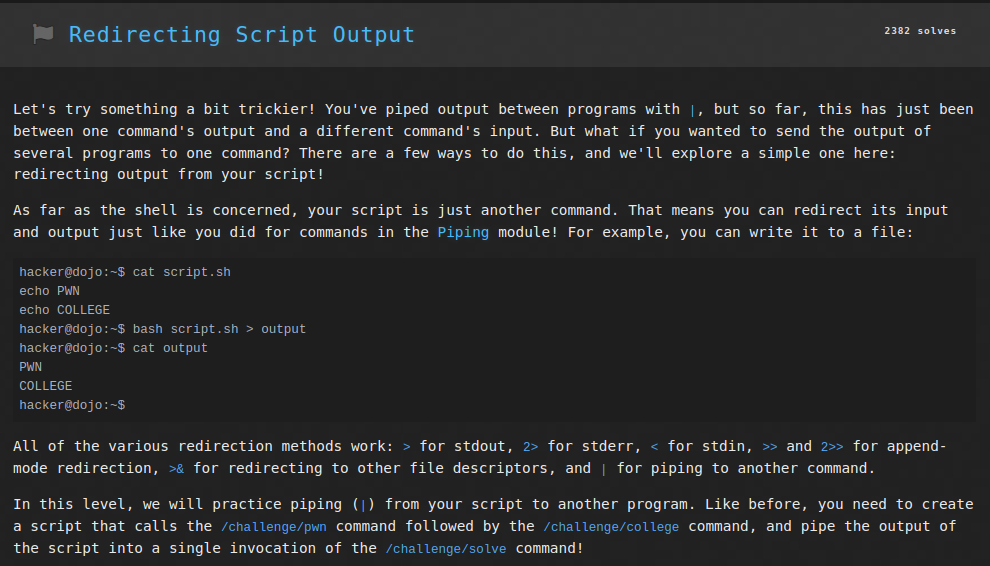 Redirecting Script Output
2382 solves
Let's try something a bit trickier! You've piped output between programs with |, but so far, this has just been
between one command's output and a different command's input. But what if you wanted to send the output of
several programs to one command? There are a few ways to do this, and we'll explore a simple one here:
redirecting output from your script!
As far as the shell is concerned, your script is just another command. That means you can redirect its input
and output just like you did for commands in the Piping module! For example, you can write it to a file:
hacker@dojo:~$ cat script.sh
echo PWN
echo COLLEGE
hacker@dojo:~$ bash script.sh > output
hacker@dojo:~$ cat output
PWN
COLLEGE
hacker@dojo:~$
All of the various redirection methods work: > for stdout, 2> for stderr, < for stdin, >> and 2>> for append-
mode redirection, >& for redirecting to other file descriptors, and | for piping to another command.
In this level, we will practice piping (|) from your script to another program. Like before, you need to create
a script that calls the /challenge/pwn command followed by the /challenge/college command, and pipe the output of
the script into a single invocation of the /challenge/solve command!